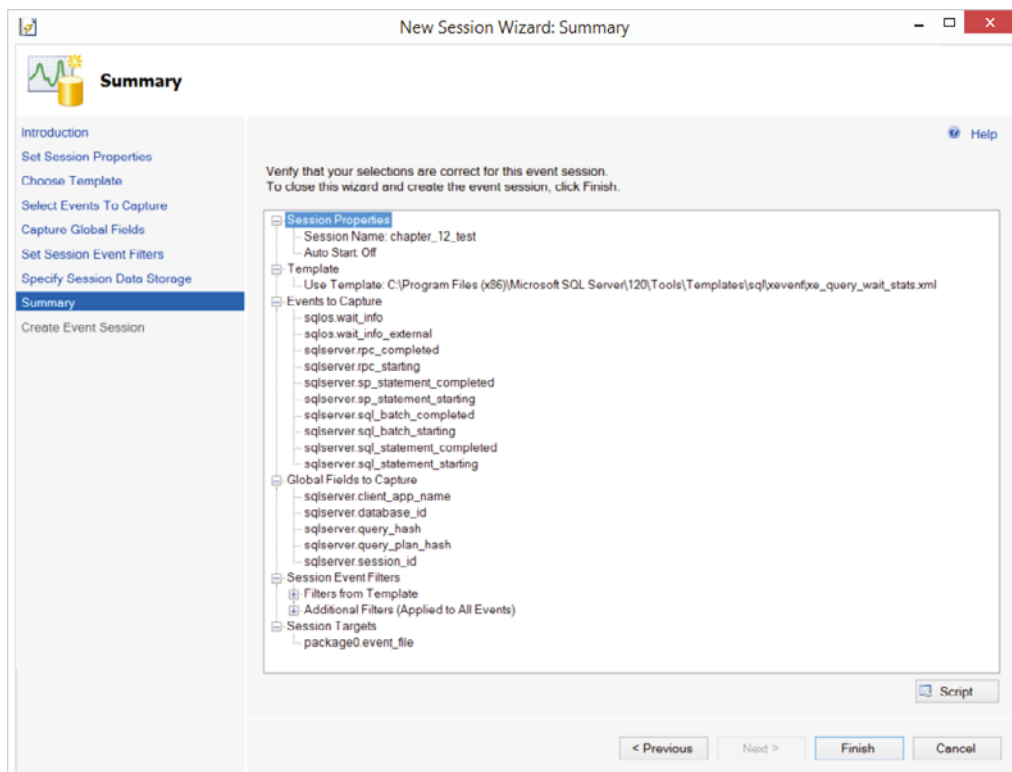 New Session Wizard: Summary
Summary
Introduction
Set Session Properties
Choose Template
Select Events To Capture
Capture Global Fields
Set Session Event Filters
Specify Session Data Storage
Summary
Create Event Session
Help
Verify that your selections are correct for this event session.
To close this wizard and create the event session, click Finish.
Session Properties
Session Name: chapter_12_test
Auto Start: Off
Template
Use Template: C:\Program Files (x86)\Microsoft SQL Server\120\Tools\Templates\sql\xevent\xe_query_wait_stats.xml
Events to Capture
sqlos.wait_info
sqlos.wait_info_external
sqlserver.rpc_completed
sqlserver.rpc_starting
sqlserver.sp_statement_completed
sqlserver.sp_statement_starting
sqlserver.sql_batch_completed
sqlserver.sql_batch_starting
sqlserver.sql_statement_completed
sqlserver.sql_statement_starting
Global Fields to Capture
sqlserver.client_app_name
sqlserver.database_id
sqlserver.query_hash
sqlserver.query_plan_hash
sqlserver.session_id
Session Event Filters
Filters from Template
Additional Filters (Applied to All Events)
Session Targets
package0.event_file
Script
< Previous
Next >
Finish
Cancel